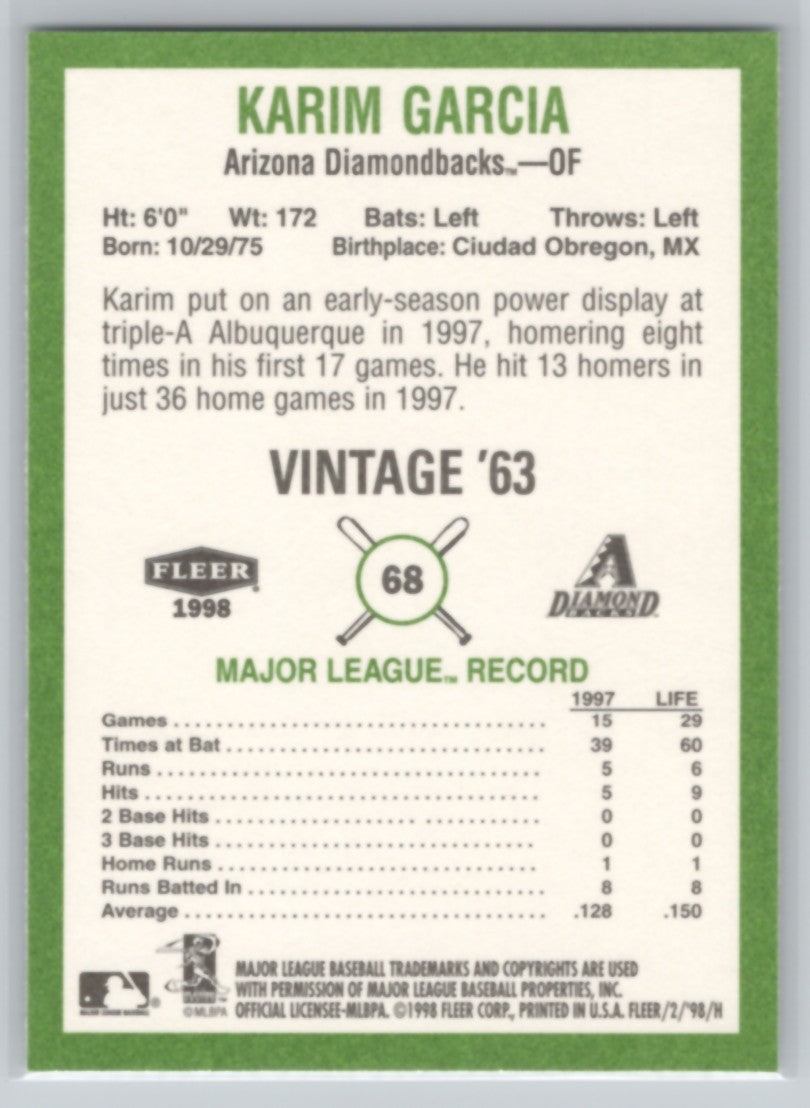 KARIM GARCIA
Arizona Diamondbacks™—OF
Ht: 6'0" Wt: 172 Bats: Left Throws: Left
Born: 10/29/75 Birthplace: Ciudad Obregon, MX
Karim put on an early-season power display at
triple-A Albuquerque in 1997, homering eight
times in his first 17 games. He hit 13 homers in
just 36 home games in 1997.
VINTAGE '63
FLEER
1998
68
A
DIAMOND
BACKS
MAJOR LEAGUE™ RECORD
1997 LIFE
Games 15 29
Times at Bat 39 60
Runs 5 6
Hits 5 9
2 Base Hits 0 0
3 Base Hits 0 0
Home Runs 1 1
Runs Batted In 8 8
Average .128 .150
MAJOR LEAGUE BASEBALL TRADEMARKS AND COPYRIGHTS ARE USED
WITH PERMISSION OF MAJOR LEAGUE BASEBALL PROPERTIES, INC.
©MLBPA OFFICIAL LICENSEE-MLBPA. ©1998 FLEER CORP., PRINTED IN U.S.A. FLEER/2/'98/H